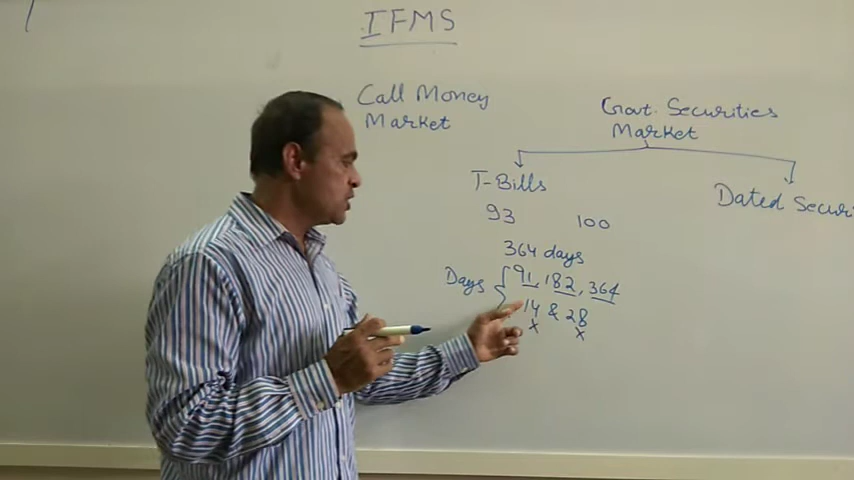 IFMS
Call Money
Market
Govt. Securities
Market
T-Bills
93 100
364 days
Days { 91, 182, 364
14 & 28
x x
Dated Securi